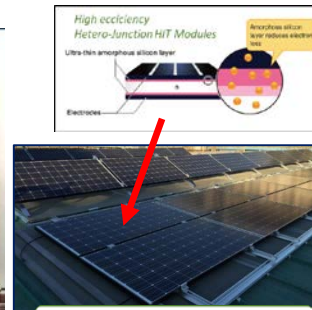 High ecciciency
Hetero-Junction HiT Modules
Ultra-thin amorphous silicon layer
Electrodes
Amorphous silicon
layer reduces electron
loss